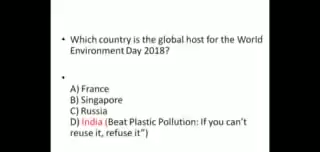 • Which country is the global host for the World
Environment Day 2018?
•
A) France
B) Singapore
C) Russia
D) India (Beat Plastic Pollution: If you can't
reuse it, refuse it")